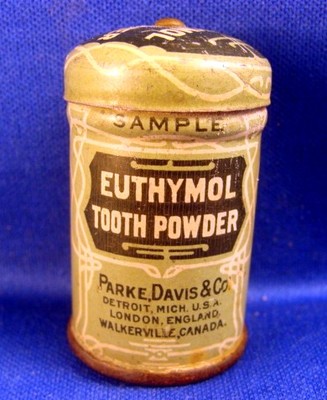 SAMPLE
EUTHYMOL
TOOTH POWDER
PARKE, DAVIS & CO
DETROIT, MICH. U.S.A.
LONDON, ENGLAND.
WALKERVILLE, CANADA.